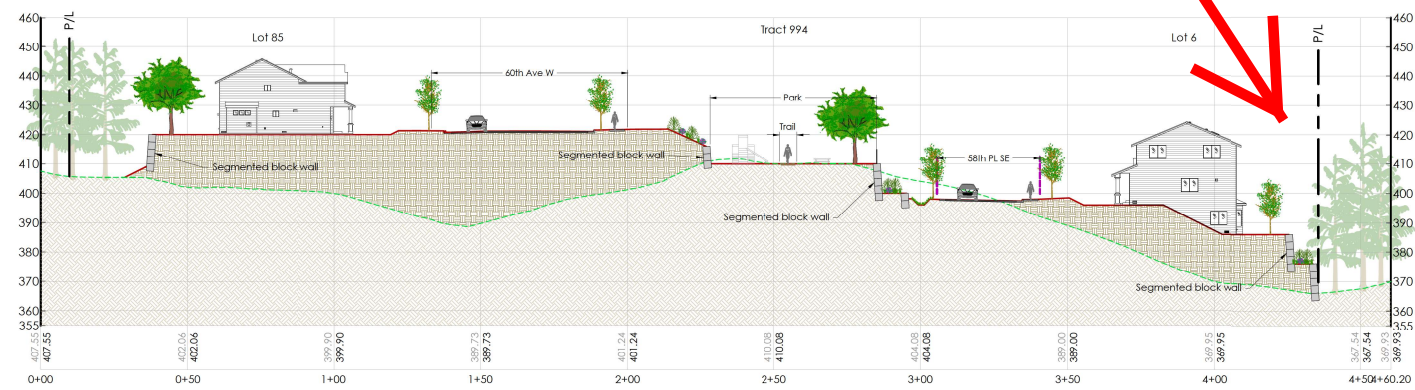 460
460
450
450
440
440
430
430
420
420
410
410
400
400
390
390
380
380
370
370
360
360
355
355
P/L
P/L
Lot 85
Tract 994
Lot 6
60th Ave W
Park
Trail
58th PL SE
Segmented block wall
Segmented block wall
Segmented block wall
Segmented block wall
407.55 407.55
402.06 402.06
399.90 399.90
389.73 389.73
401.24 401.24
410.08 410.08
404.08 404.08
389.00 389.00
369.95 369.95
367.54 367.54
369.93 369.93
0+00 0+50 1+00 1+50 2+00 2+50 3+00 3+50 4+00 4+50 4+60.20